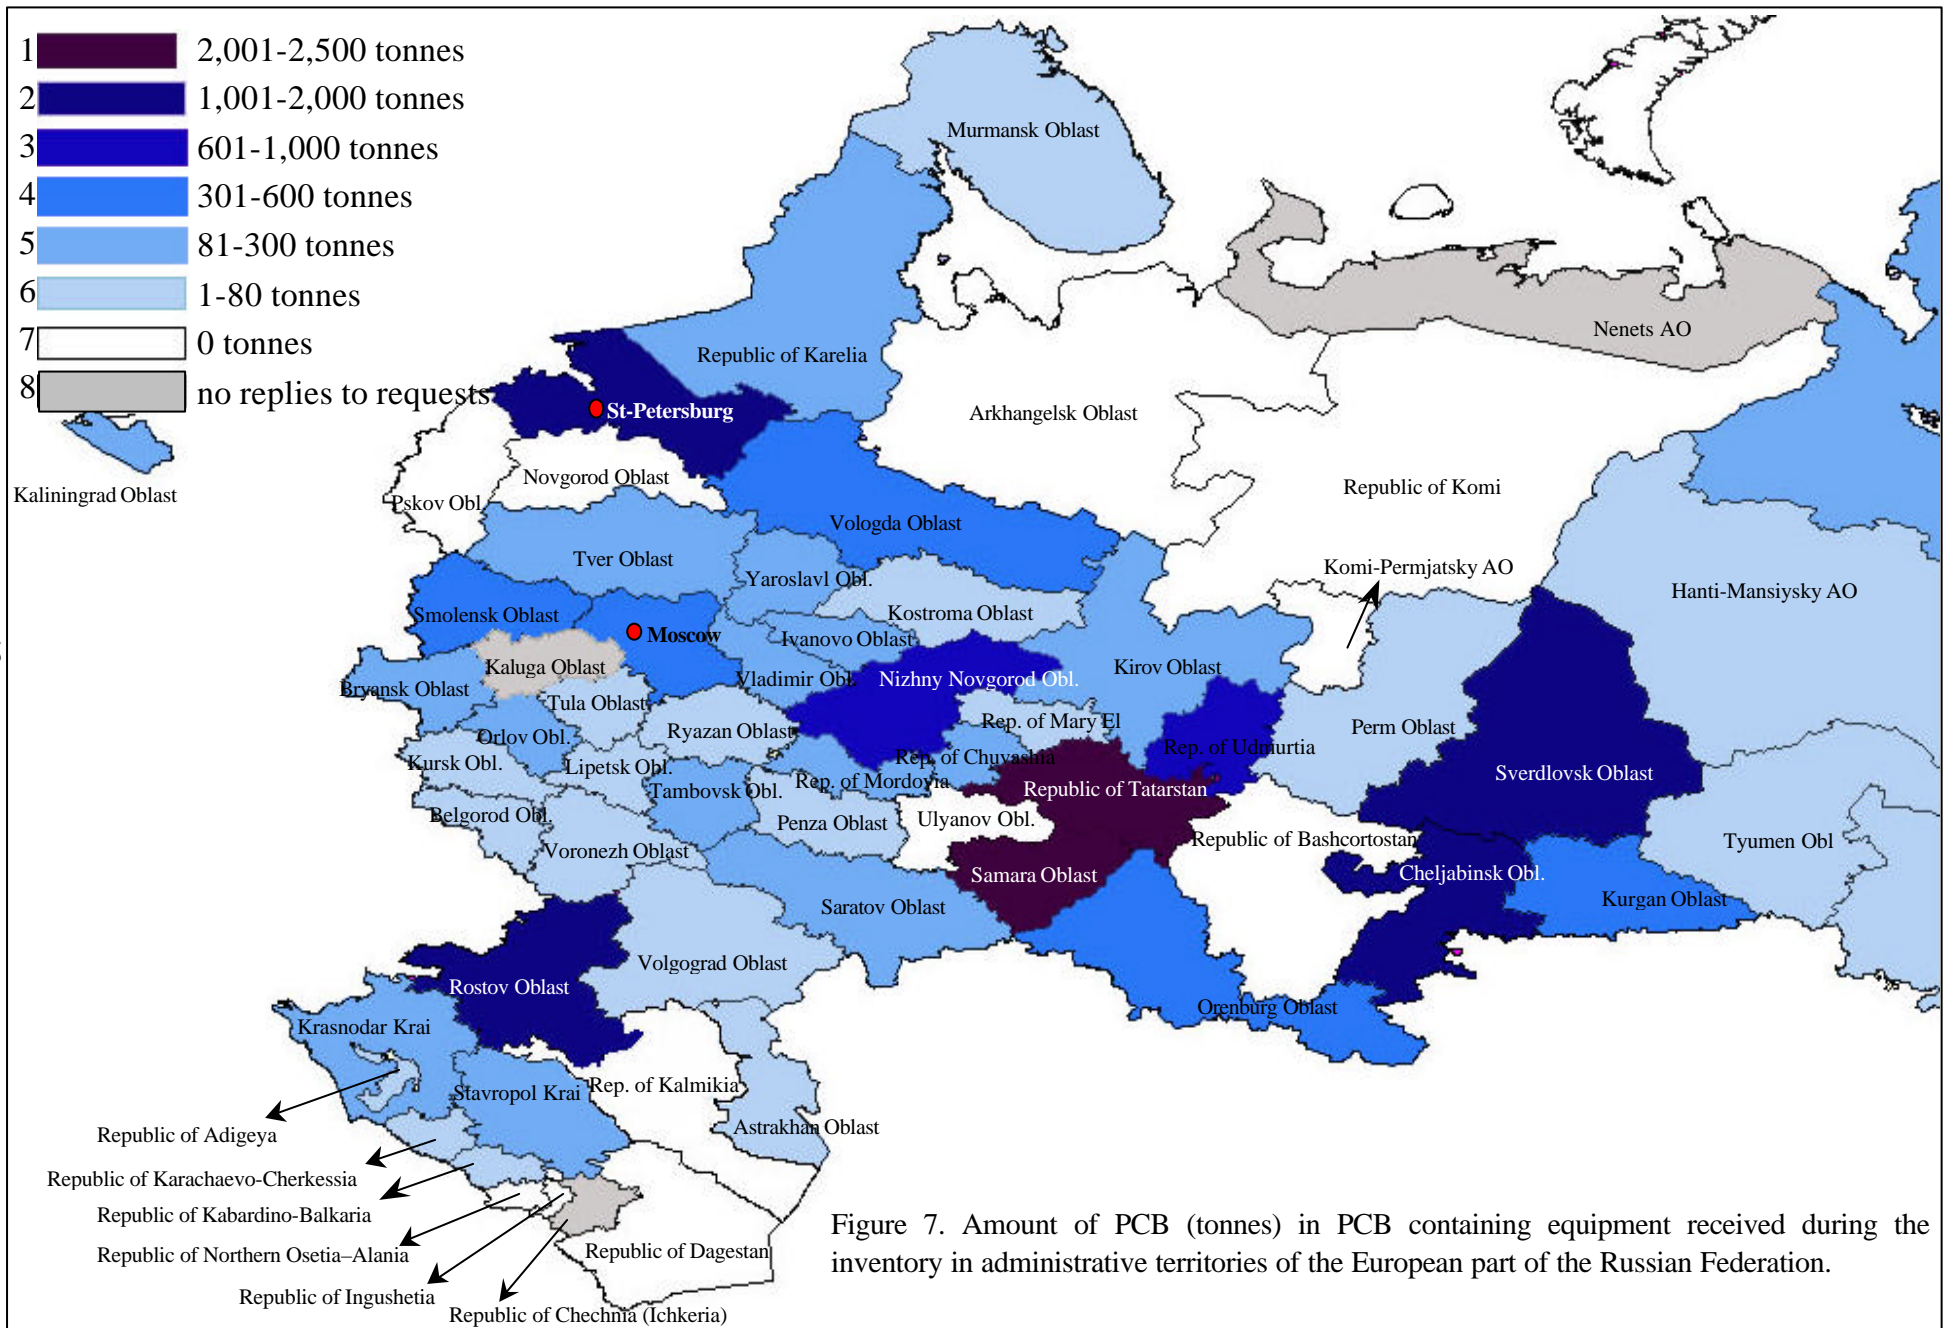 1 2,001-2,500 tonnes
2 1,001-2,000 tonnes
3 601-1,000 tonnes
4 301-600 tonnes
5 81-300 tonnes
6 1-80 tonnes
7 0 tonnes
8 no replies to requests
Murmansk Oblast
Nenets AO
Republic of Karelia
St-Petersburg
Arkhangelsk Oblast
Kaliningrad Oblast
Pskov Obl.
Novgorod Oblast
Republic of Komi
Vologda Oblast
Tver Oblast
Yaroslavl Obl.
Komi-Permjatsky AO
Hanti-Mansiysky AO
Smolensk Oblast
Kostroma Oblast
Moscow
Ivanovo Oblast
Kaluga Oblast
Kirov Oblast
Bryansk Oblast
Vladimir Obl.
Nizhny Novgorod Obl.
Tula Oblast
Ryazan Oblast
Rep. of Mary El
Perm Oblast
Orlov Obl.
Rep. of Udmurtia
Kursk Obl.
Lipetsk Obl.
Rep. of Chuvashia
Sverdlovsk Oblast
Tambovsk Obl.
Rep. of Mordovia
Republic of Tatarstan
Belgorod Obl.
Penza Oblast
Ulyanov Obl.
Republic of Bashcortostan
Tyumen Obl
Voronezh Oblast
Samara Oblast
Cheljabinsk Obl.
Saratov Oblast
Kurgan Oblast
Volgograd Oblast
Rostov Oblast
Orenburg Oblast
Krasnodar Krai
Stavropol Krai
Rep. of Kalmikia
Astrakhan Oblast
Republic of Adigeya
Republic of Karachaevo-Cherkessia
Republic of Kabardino-Balkaria
Republic of Northern Osetia–Alania
Republic of Dagestan
Republic of Ingushetia
Republic of Chechnia (Ichkeria)
Figure 7. Amount of PCB (tonnes) in PCB containing equipment received during the
inventory in administrative territories of the European part of the Russian Federation.